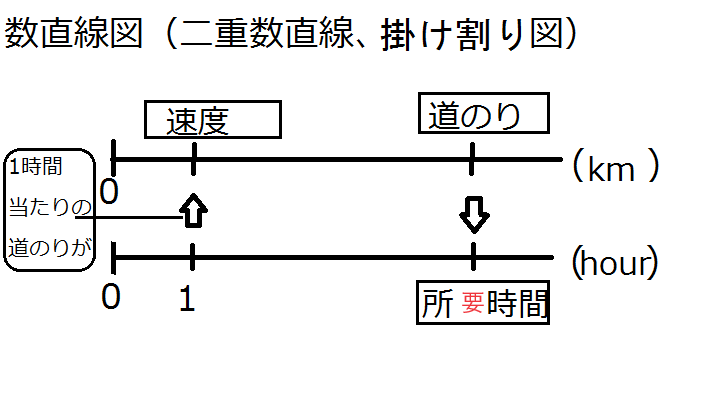 数直線図（二重数直線、掛け割り図）
速度
道のり
(km)
0
1時間
当たりの
道のりが
(hour)
0
1
所要時間